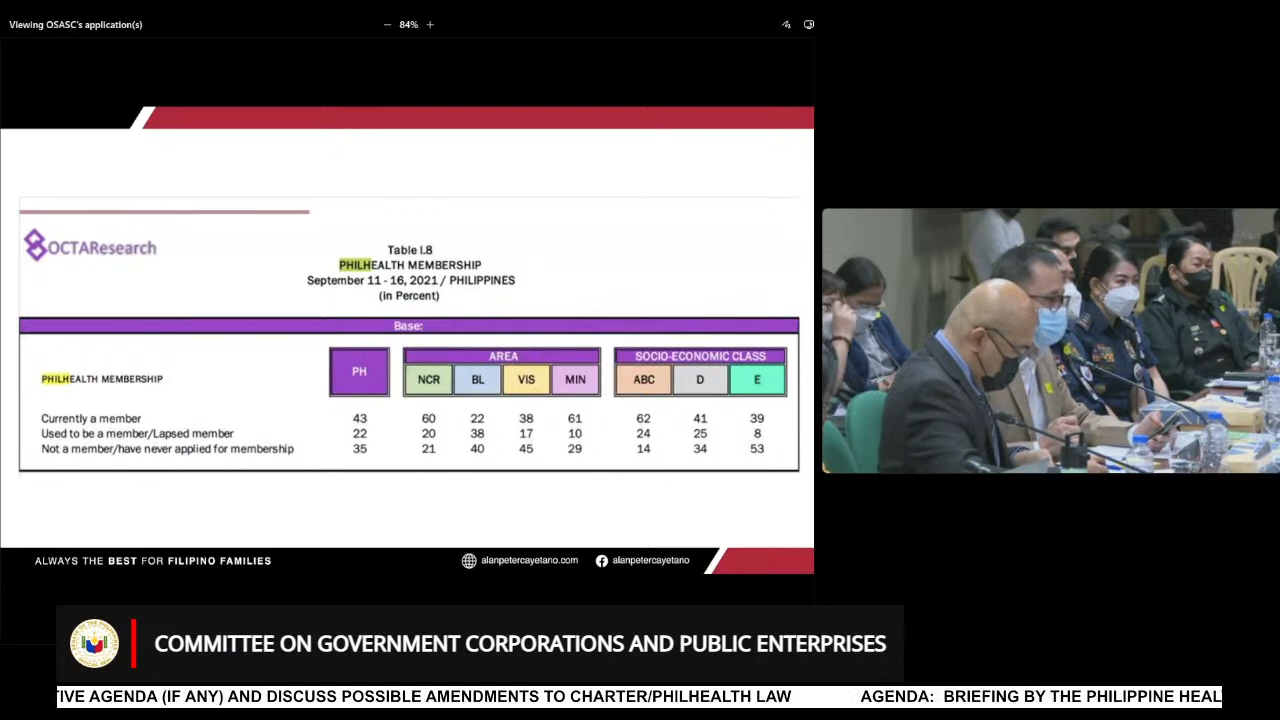 Viewing OSASC's application(s)
− 84% +
OCTAResearch
Table I.8
PHILHEALTH MEMBERSHIP
September 11 - 16, 2021 / PHILIPPINES
(in Percent)
Base:
PH AREA SOCIO-ECONOMIC CLASS
PHILHEALTH MEMBERSHIP NCR BL VIS MIN ABC D E
Currently a member 43 60 22 38 61 62 41 39
Used to be a member/Lapsed member 22 20 38 17 10 24 25 8
Not a member/have never applied for membership 35 21 40 45 29 14 34 53
ALWAYS THE BEST FOR FILIPINO FAMILIES alanpetercayetano.com alanpetercayetano
COMMITTEE ON GOVERNMENT CORPORATIONS AND PUBLIC ENTERPRISES
TIVE AGENDA (IF ANY) AND DISCUSS POSSIBLE AMENDMENTS TO CHARTER/PHILHEALTH LAW AGENDA: BRIEFING BY THE PHILIPPINE HEAL